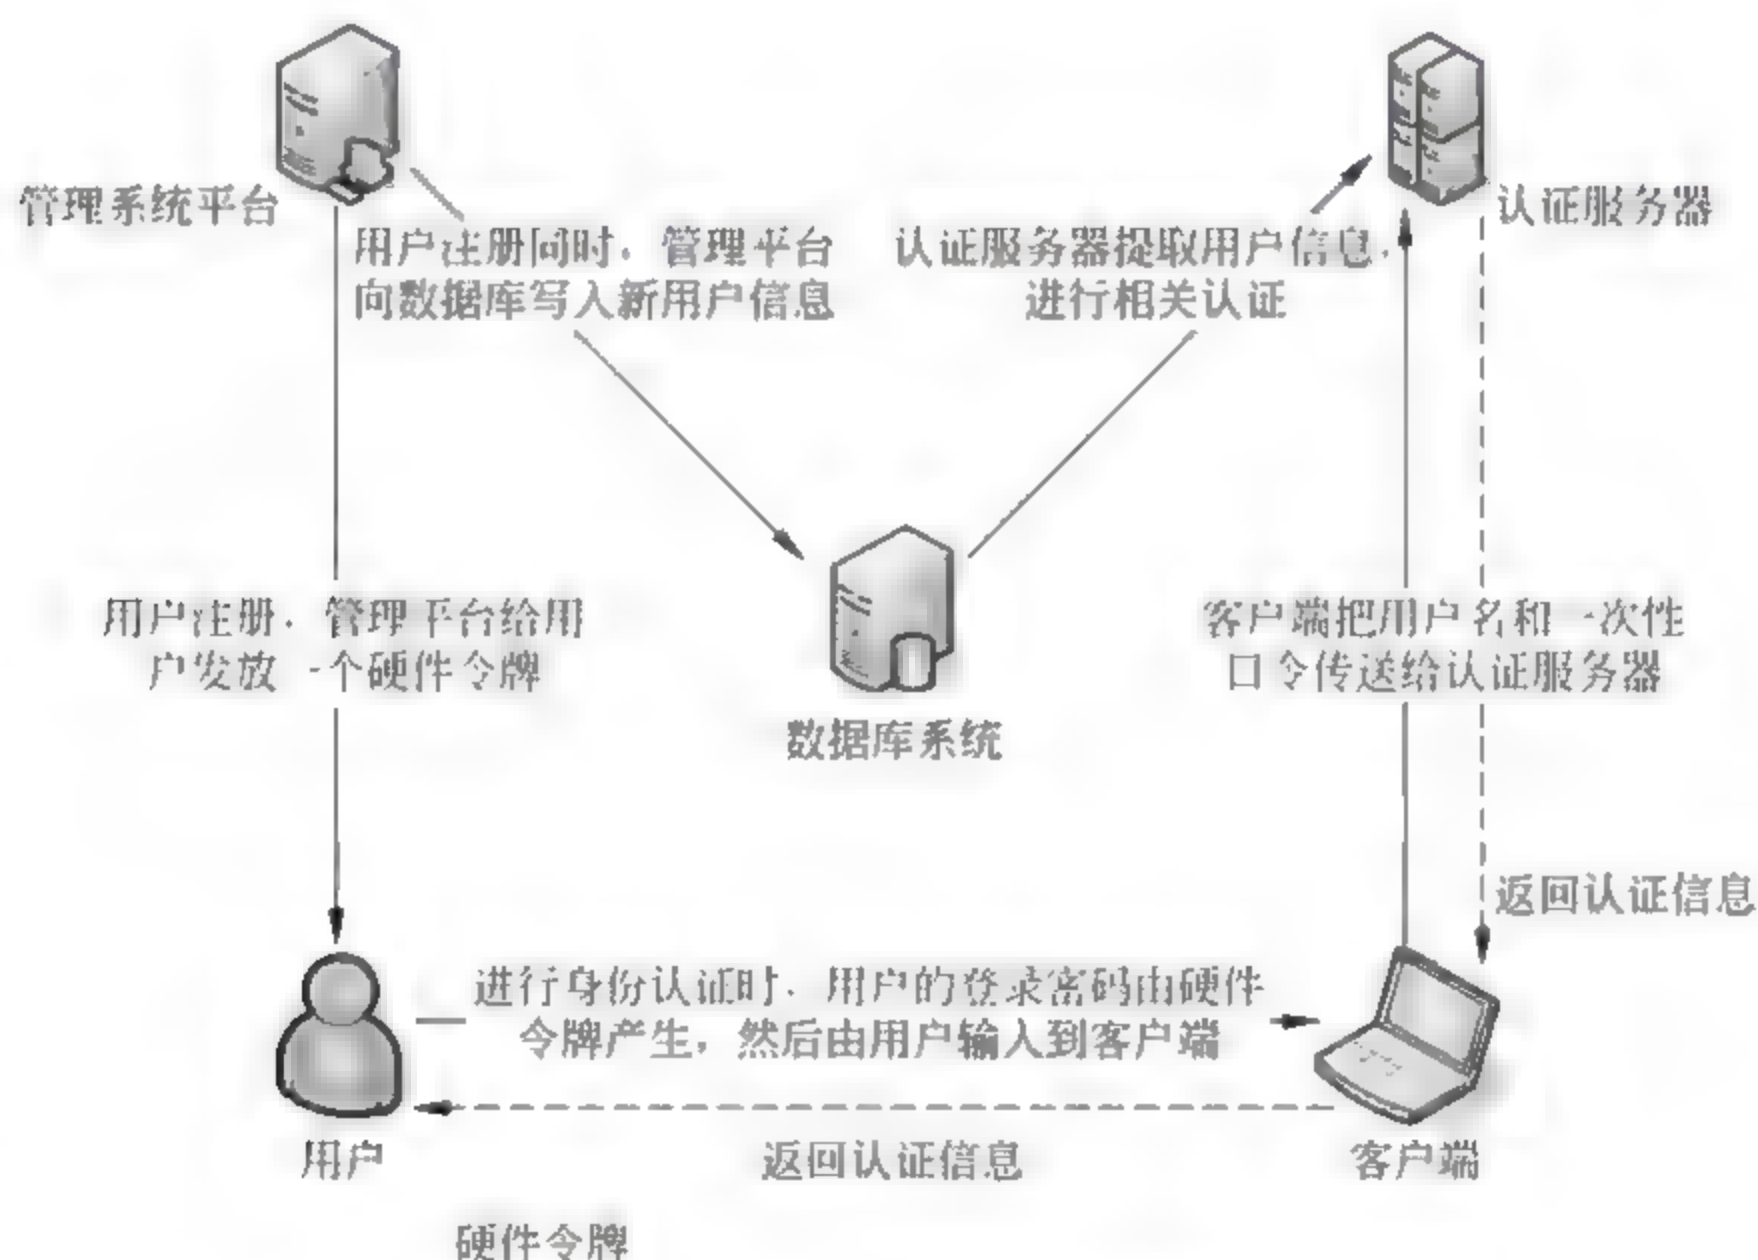 管理系统平台
认证服务器
用户注册同时，管理平台
向数据库写入新用户信息
认证服务器提取用户信息，
进行相关认证
用户注册，管理平台给用
户发放一个硬件令牌
客户端把用户名和一次性
口令传送给认证服务器
数据库系统
返回认证信息
进行身份认证时，用户的登录密码由硬件
令牌产生，然后由用户输入到客户端
用户
返回认证信息
客户端
硬件令牌